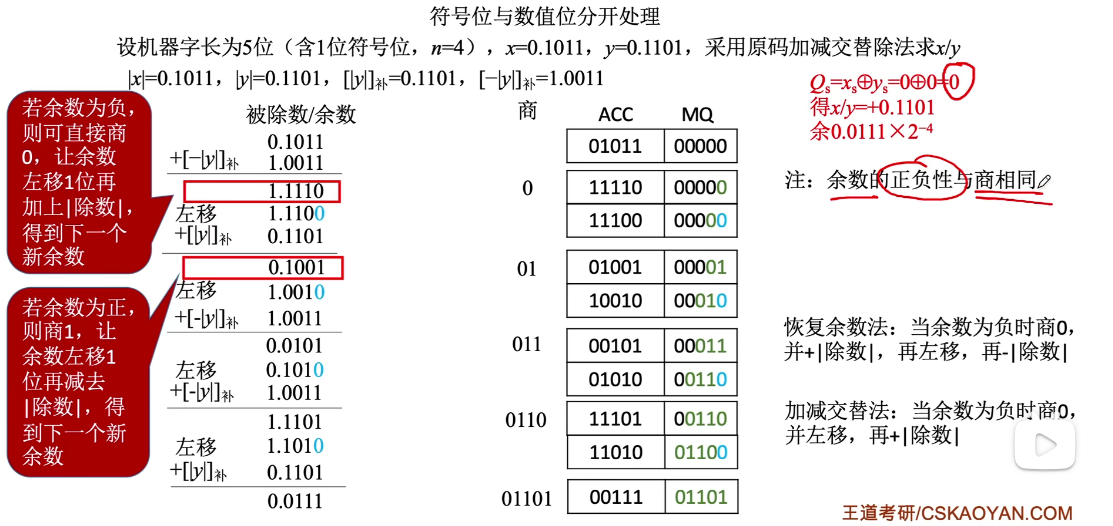 符号位与数值位分开处理
设机器字长为5位（含1位符号位，n=4），x=0.1011，y=0.1101，采用原码加减交替除法求x/y
|x|=0.1011，|y|=0.1101，[|y|]补=0.1101，[−|y|]补=1.0011
Qs=xs⊕ys=0⊕0=0
得x/y=+0.1101
余0.0111×2⁻⁴
注：余数的正负性与商相同
若余数为负，
则可直接商
0，让余数
左移1位再
加上|除数|，
得到下一个
新余数
若余数为正，
则商1，让
余数左移1
位再减去
|除数|，得
到下一个新
余数
被除数/余数 商 ACC MQ
0.1011 01011 00000
+[−|y|]补 1.0011
1.1110 0 11110 00000
左移 1.1100 11100 00000
+[|y|]补 0.1101
0.1001 01 01001 00001
左移 1.0010 10010 00010
+[-|y|]补 1.0011
0.0101 011 00101 00011
左移 0.1010 01010 00110
+[-|y|]补 1.0011
1.1101 0110 11101 00110
左移 1.1010 11010 01100
+[|y|]补 0.1101
0.0111 01101 00111 01101
恢复余数法：当余数为负时商0，
并+|除数|，再左移，再-|除数|
加减交替法：当余数为负时商0，
并左移，再+|除数|
王道考研/CSKAOYAN.COM